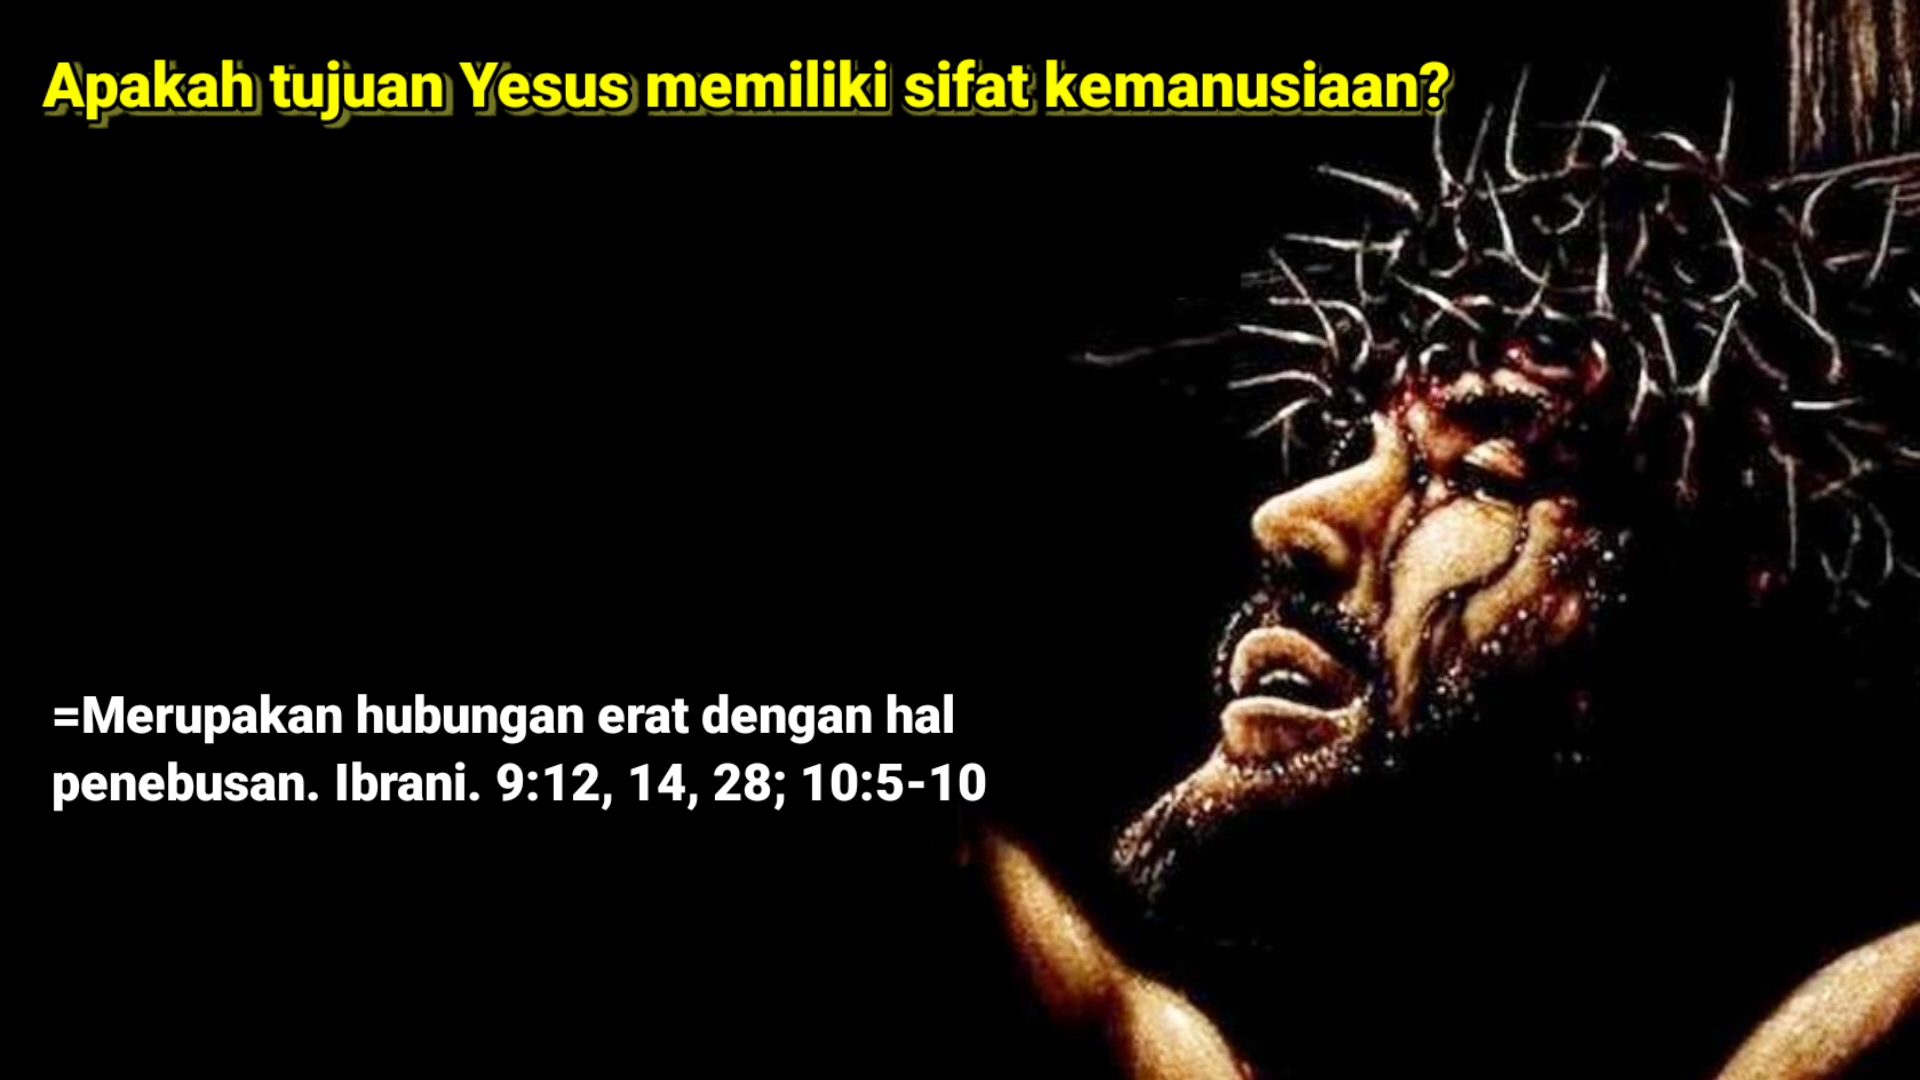 Apakah tujuan Yesus memiliki sifat kemanusiaan?
=Merupakan hubungan erat dengan hal
penebusan. Ibrani. 9:12, 14, 28; 10:5-10